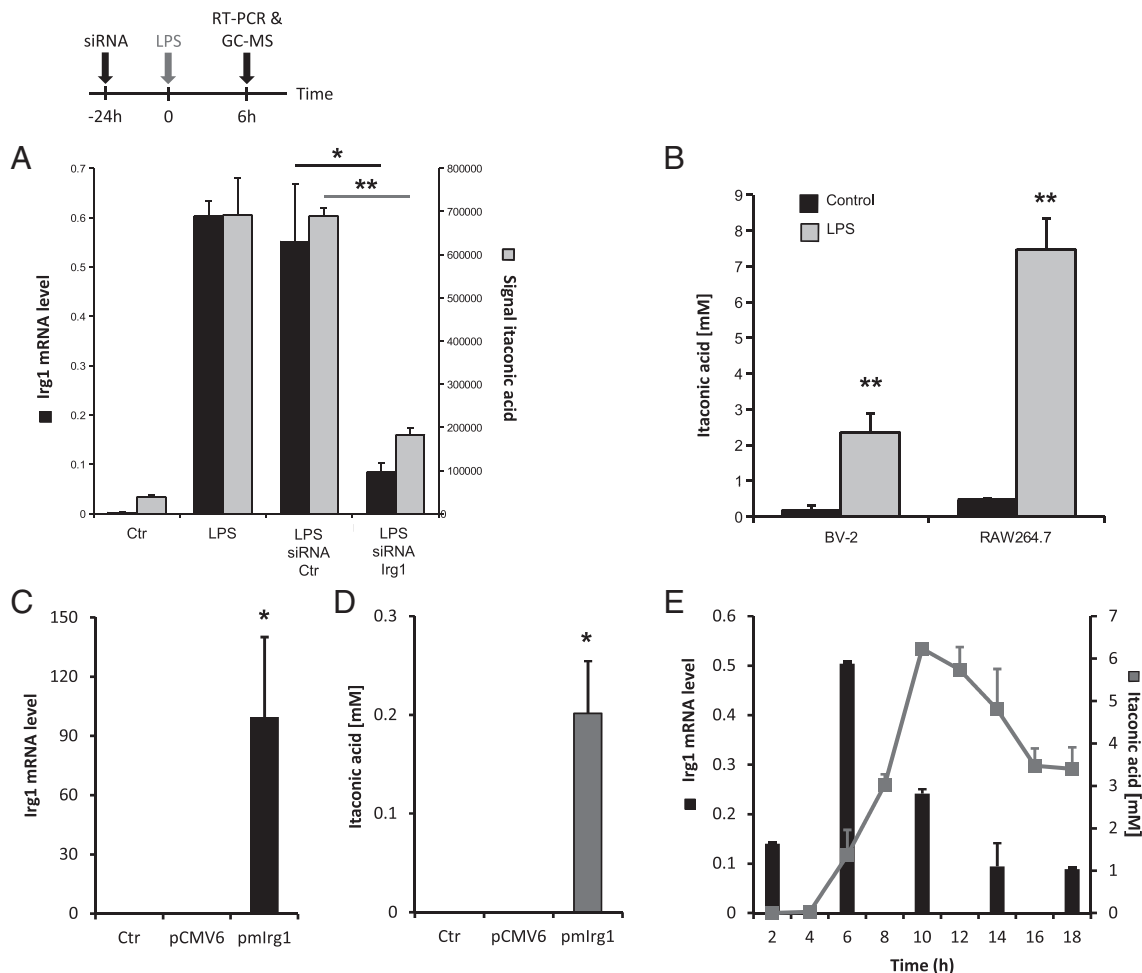 RT-PCR &
siRNA LPS GC-MS
Time
-24h 0 6h
A
* **
Irg1 mRNA level
0.7
0.6
0.5
0.4
0.3
0.2
0.1
0
Signal itaconic acid
800000
700000
600000
500000
400000
300000
200000
100000
0
Ctr LPS LPS LPS
siRNA siRNA
Ctr Irg1
B
Itaconic acid [mM]
9
8
7
6
5
4
3
2
1
0
Control
LPS
**
**
BV-2 RAW264.7
C
Irg1 mRNA level
150
120
90
60
30
0
*
Ctr pCMV6 pmIrg1
D
Itaconic acid [mM]
0.3
0.2
0.1
0
*
Ctr pCMV6 pmIrg1
E
Irg1 mRNA level
0.6
0.5
0.4
0.3
0.2
0.1
0
Itaconic acid
[mM]
7
6
5
4
3
2
1
0
2 4 6 8 10 12 14 16 18
Time (h)